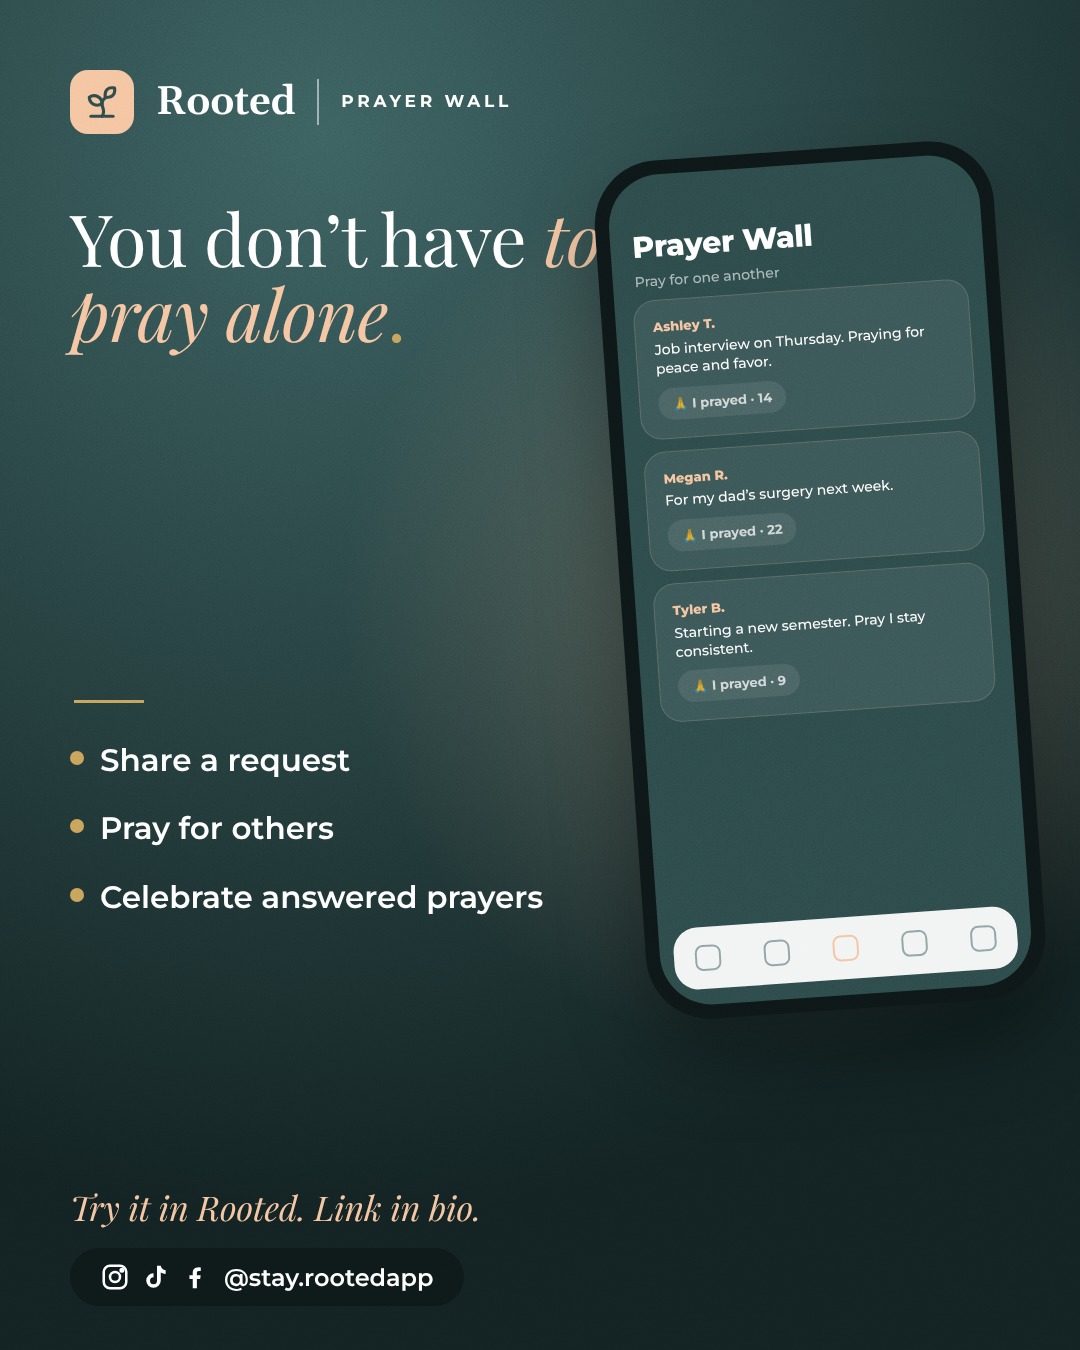 Rooted
PRAYER WALL
You don’t have to
pray alone.
Prayer Wall
Pray for one another
Ashley T.
Job interview on Thursday. Praying for
peace and favor.
🙏 I prayed · 14
Megan R.
For my dad’s surgery next week.
🙏 I prayed · 22
Tyler B.
Starting a new semester. Pray I stay
consistent.
🙏 I prayed · 9
Share a request
Pray for others
Celebrate answered prayers
Try it in Rooted. Link in bio.
@stay.rootedapp